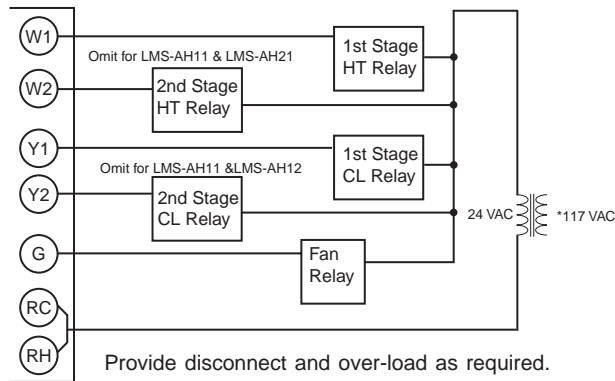 W1
1st Stage
HT Relay
Omit for LMS-AH11 & LMS-AH21
W2
2nd Stage
HT Relay
Y1
1st Stage
CL Relay
Omit for LMS-AH11 &LMS-AH12
Y2
2nd Stage
CL Relay
24 VAC
*117 VAC
G
Fan
Relay
RC
RH
Provide disconnect and over-load as required.